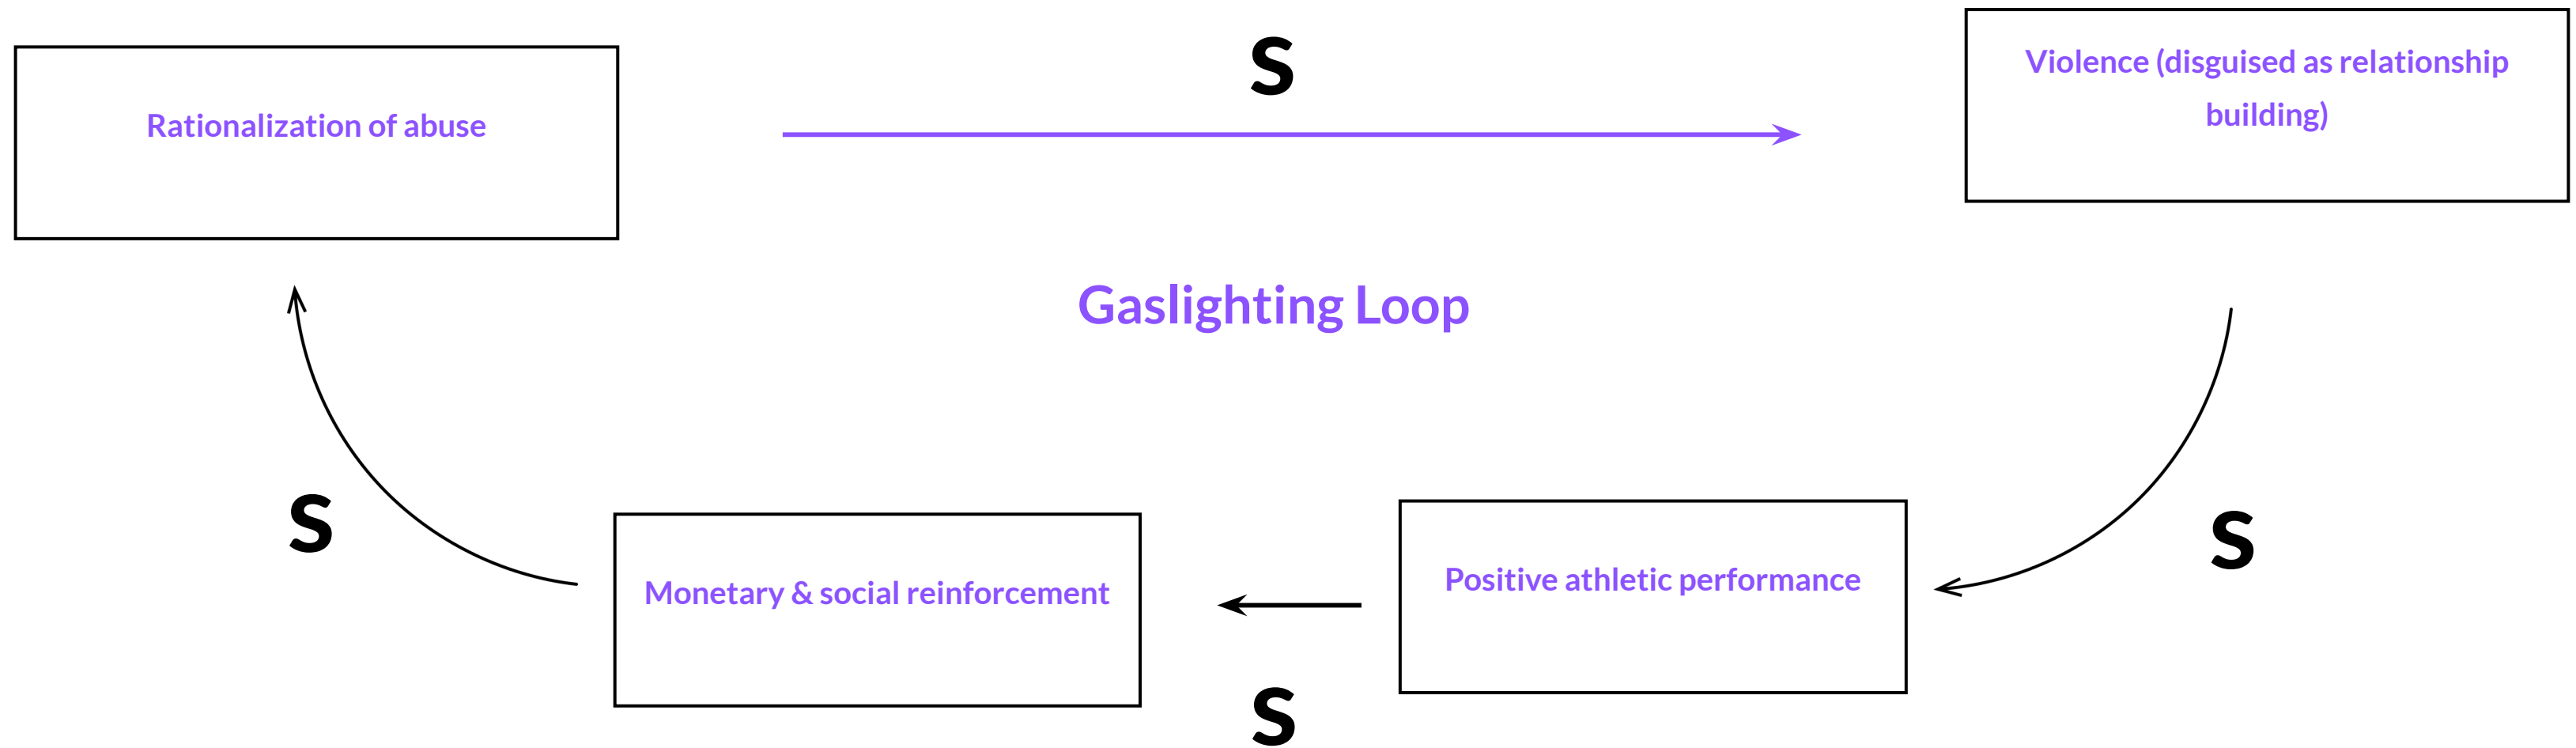 S
Rationalization of abuse
Violence (disguised as relationship
building)
Gaslighting Loop
S
S
Monetary & social reinforcement
Positive athletic performance
S